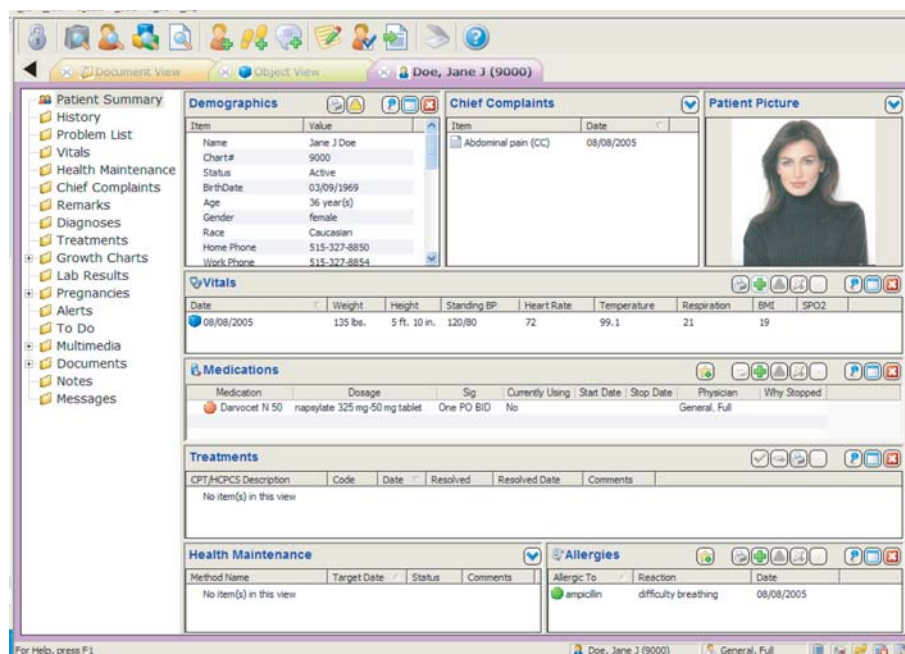 Document View
Object View
Doe, Jane J (9000)
Patient Summary
History
Problem List
Vitals
Health Maintenance
Chief Complaints
Remarks
Diagnoses
Treatments
Growth Charts
Lab Results
Pregnancies
Alerts
To Do
Multimedia
Documents
Notes
Messages
Demographics
Item Value
Name Jane J Doe
Chart# 9000
Status Active
BirthDate 03/09/1969
Age 36 year(s)
Gender female
Race Caucasian
Home Phone 515-327-8850
Work Phone 515-327-8854
Chief Complaints
Item Date
Abdominal pain (CC) 08/08/2005
Patient Picture
Vitals
Date Weight Height Standing BP Heart Rate Temperature Respiration BMI SPO2
08/08/2005 135 lbs. 5 ft. 10 in. 120/80 72 99.1 21 19
Medications
Medication Dosage Sig Currently Using Start Date Stop Date Physician Why Stopped
Darvocet N 50 napsylate 325 mg-50 mg tablet One PO BID No General, Full
Treatments
CPT/HCPCS Description Code Date Resolved Resolved Date Comments
No item(s) in this view
Health Maintenance
Method Name Target Date Status Comments
No item(s) in this view
Allergies
Allergic To Reaction Date
ampicillin difficulty breathing 08/08/2005
For Help, press F1
Doe, Jane J (9000)
General, Full